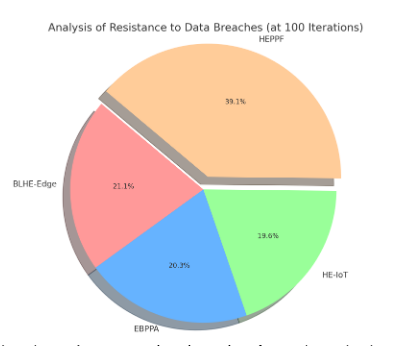 Analysis of Resistance to Data Breaches (at 100 Iterations)
HEPPF
39.1%
BLHE-Edge
21.1%
19.6%
HE-IoT
20.3%
EBPPA